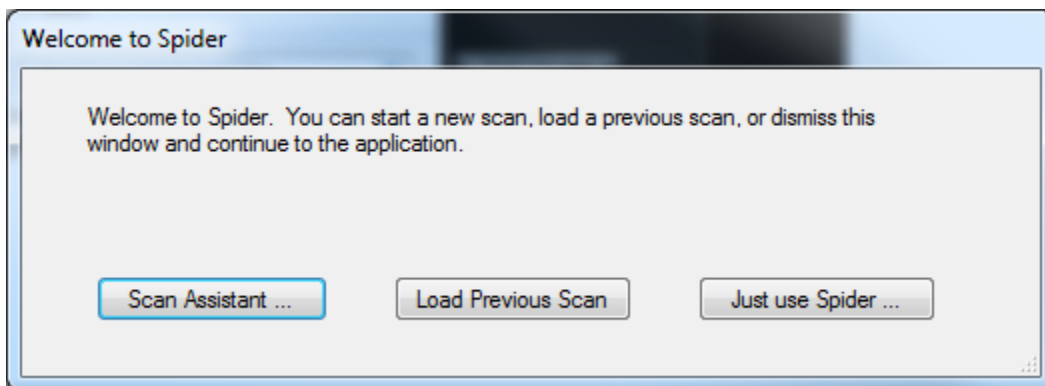 Welcome to Spider
Welcome to Spider.  You can start a new scan, load a previous scan, or dismiss this
window and continue to the application.
Scan Assistant ...
Load Previous Scan
Just use Spider ...